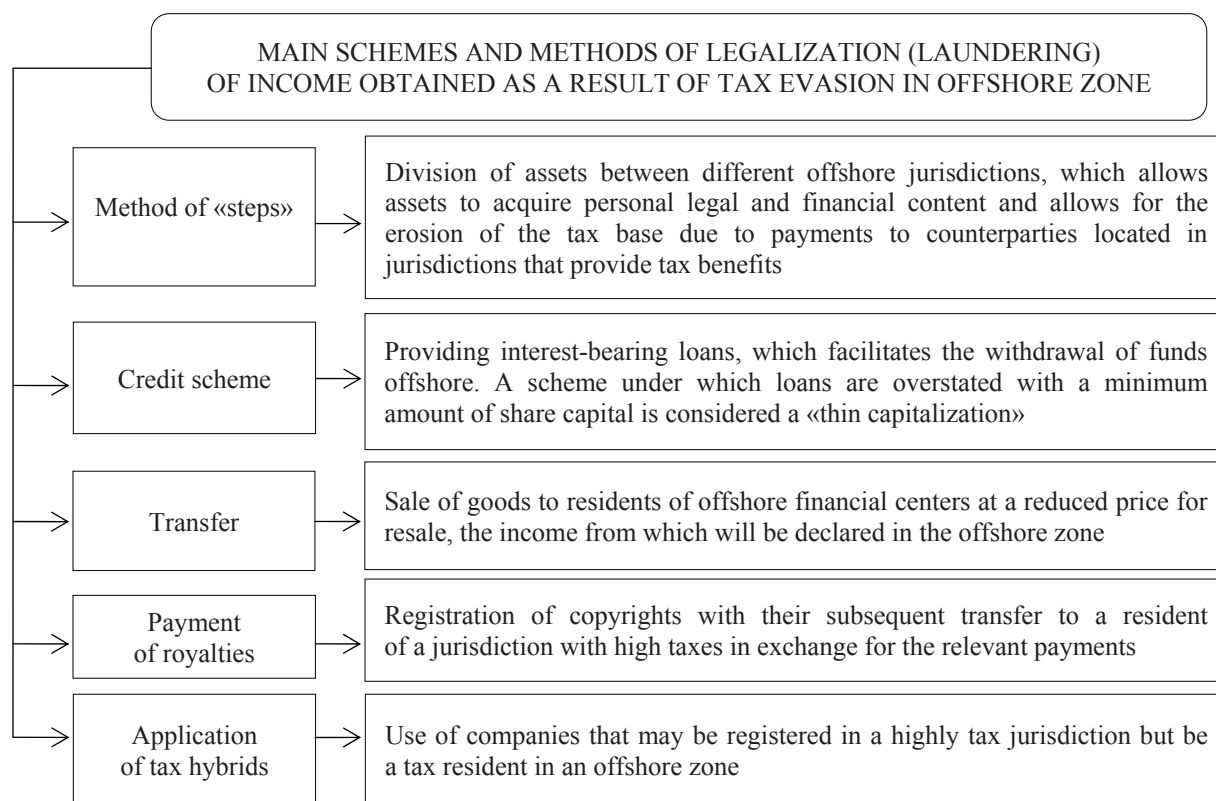 MAIN SCHEMES AND METHODS OF LEGALIZATION (LAUNDERING)
OF INCOME OBTAINED AS A RESULT OF TAX EVASION IN OFFSHORE ZONE
Method of «steps»
Division of assets between different offshore jurisdictions, which allows
assets to acquire personal legal and financial content and allows for the
erosion of the tax base due to payments to counterparties located in
jurisdictions that provide tax benefits
Credit scheme
Providing interest-bearing loans, which facilitates the withdrawal of funds
offshore. A scheme under which loans are overstated with a minimum
amount of share capital is considered a «thin capitalization»
Transfer
Sale of goods to residents of offshore financial centers at a reduced price for
resale, the income from which will be declared in the offshore zone
Payment
of royalties
Registration of copyrights with their subsequent transfer to a resident
of a jurisdiction with high taxes in exchange for the relevant payments
Application
of tax hybrids
Use of companies that may be registered in a highly tax jurisdiction but be
a tax resident in an offshore zone